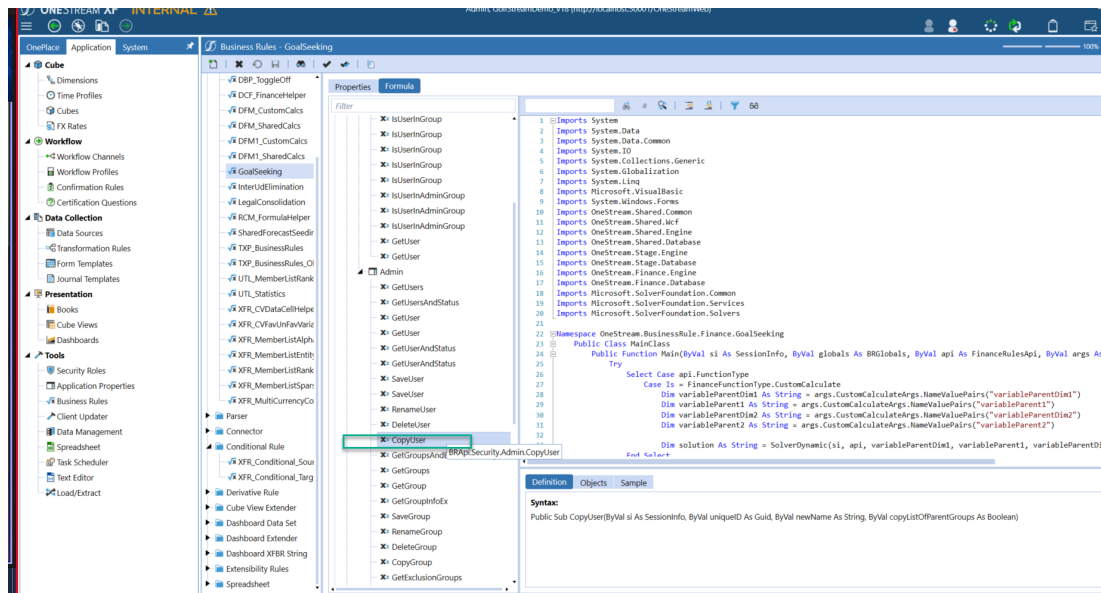 ONESTREAM XF INTERNAL
Admin, GolfStreamDemo_v18 (http://localhost:50001/OneStreamWeb)
OnePlace
Application
System
Business Rules - GoalSeeking
100%
Cube
Dimensions
Time Profiles
Cubes
FX Rates
Workflow
Workflow Channels
Workflow Profiles
Confirmation Rules
Certification Questions
Data Collection
Data Sources
Transformation Rules
Form Templates
Journal Templates
Presentation
Books
Cube Views
Dashboards
Tools
Security Roles
Application Properties
Business Rules
Client Updater
Data Management
Spreadsheet
Task Scheduler
Text Editor
Load/Extract
DBP_ToggleOff
DCF_FinanceHelper
DFM_CustomCalcs
DFM_SharedCalcs
DFM1_CustomCalcs
DFM1_SharedCalcs
GoalSeeking
InterUdElimination
LegalConsolidation
RCM_FormulaHelper
SharedForecastSeedir
TXP_BusinessRules
TXP_BusinessRules_Ol
UTL_MemberListRank
UTL_Statistics
XFR_CVDataCellHelpe
XFR_CVFavUnFavVaria
XFR_MemberListAlph
XFR_MemberListEntity
XFR_MemberListRank
XFR_MemberListSpar
XFR_MultiCurrencyCo
Parser
Connector
Conditional Rule
XFR_Conditional_Sour
XFR_Conditional_Targ
Derivative Rule
Cube View Extender
Dashboard Data Set
Dashboard Extender
Dashboard XFBR String
Extensibility Rules
Spreadsheet
Properties
Formula
Filter
IsUserInGroup
IsUserInGroup
IsUserInGroup
IsUserInGroup
IsUserInGroup
IsUserInAdminGroup
IsUserInAdminGroup
IsUserInAdminGroup
GetUser
GetUser
Admin
GetUsers
GetUsersAndStatus
GetUser
GetUser
GetUserAndStatus
GetUserAndStatus
SaveUser
SaveUser
RenameUser
DeleteUser
CopyUser
BRApi.Security.Admin.CopyUser
GetGroups
GetGroup
GetGroupInfoEx
SaveGroup
RenameGroup
DeleteGroup
CopyGroup
GetExclusionGroups
1 Imports System
2 Imports System.Data
3 Imports System.Data.Common
4 Imports System.IO
5 Imports System.Collections.Generic
6 Imports System.Globalization
7 Imports System.Linq
8 Imports Microsoft.VisualBasic
9 Imports System.Windows.Forms
10 Imports OneStream.Shared.Common
11 Imports OneStream.Shared.Wcf
12 Imports OneStream.Shared.Engine
13 Imports OneStream.Shared.Database
14 Imports OneStream.Stage.Engine
15 Imports OneStream.Stage.Database
16 Imports OneStream.Finance.Engine
17 Imports OneStream.Finance.Database
18 Imports Microsoft.SolverFoundation.Common
19 Imports Microsoft.SolverFoundation.Services
20 Imports Microsoft.SolverFoundation.Solvers
21
22 Namespace OneStream.BusinessRule.Finance.GoalSeeking
23 Public Class MainClass
24 Public Function Main(ByVal si As SessionInfo, ByVal globals As BRGlobals, ByVal api As FinanceRulesApi, ByVal args As
25 Try
26 Select Case api.FunctionType
27 Case Is = FinanceFunctionType.CustomCalculate
28 Dim variableParentDim1 As String = args.CustomCalculateArgs.NameValuePairs("variableParentDim1")
29 Dim variableParent1 As String = args.CustomCalculateArgs.NameValuePairs("variableParent1")
30 Dim variableParentDim2 As String = args.CustomCalculateArgs.NameValuePairs("variableParentDim2")
31 Dim variableParent2 As String = args.CustomCalculateArgs.NameValuePairs("variableParent2")
32
33 Dim solution As String = SolverDynamic(si, api, variableParentDim1, variableParent1, variableParentDi
End Select
Definition
Objects
Sample
Syntax:
Public Sub CopyUser(ByVal si As SessionInfo, ByVal uniqueID As Guid, ByVal newName As String, ByVal copyListOfParentGroups As Boolean)